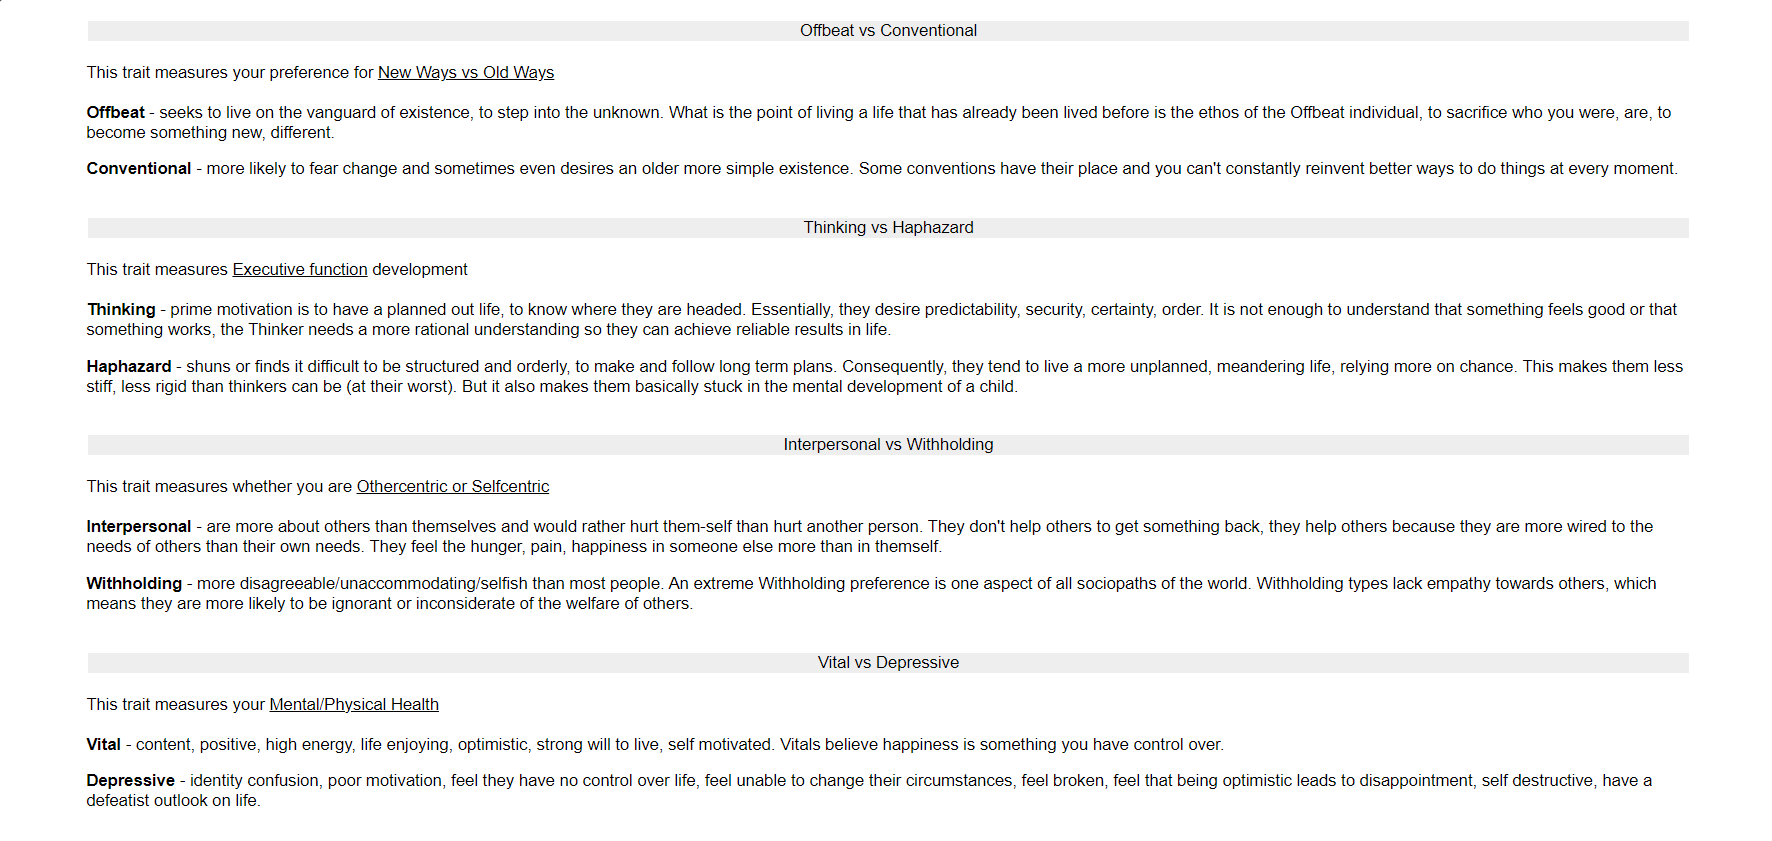 Offbeat vs Conventional
This trait measures your preference for New Ways vs Old Ways
Offbeat - seeks to live on the vanguard of existence, to step into the unknown. What is the point of living a life that has already been lived before is the ethos of the Offbeat individual, to sacrifice who you were, are, to
become something new, different.
Conventional - more likely to fear change and sometimes even desires an older more simple existence. Some conventions have their place and you can't constantly reinvent better ways to do things at every moment.
Thinking vs Haphazard
This trait measures Executive function development
Thinking - prime motivation is to have a planned out life, to know where they are headed. Essentially, they desire predictability, security, certainty, order. It is not enough to understand that something feels good or that
something works, the Thinker needs a more rational understanding so they can achieve reliable results in life.
Haphazard - shuns or finds it difficult to be structured and orderly, to make and follow long term plans. Consequently, they tend to live a more unplanned, meandering life, relying more on chance. This makes them less
stiff, less rigid than thinkers can be (at their worst). But it also makes them basically stuck in the mental development of a child.
Interpersonal vs Withholding
This trait measures whether you are Othercentric or Selfcentric
Interpersonal - are more about others than themselves and would rather hurt them-self than hurt another person. They don't help others to get something back, they help others because they are more wired to the
needs of others than their own needs. They feel the hunger, pain, happiness in someone else more than in themself.
Withholding - more disagreeable/unaccommodating/selfish than most people. An extreme Withholding preference is one aspect of all sociopaths of the world. Withholding types lack empathy towards others, which
means they are more likely to be ignorant or inconsiderate of the welfare of others.
Vital vs Depressive
This trait measures your Mental/Physical Health
Vital - content, positive, high energy, life enjoying, optimistic, strong will to live, self motivated. Vitals believe happiness is something you have control over.
Depressive - identity confusion, poor motivation, feel they have no control over life, feel unable to change their circumstances, feel broken, feel that being optimistic leads to disappointment, self destructive, have a
defeatist outlook on life.